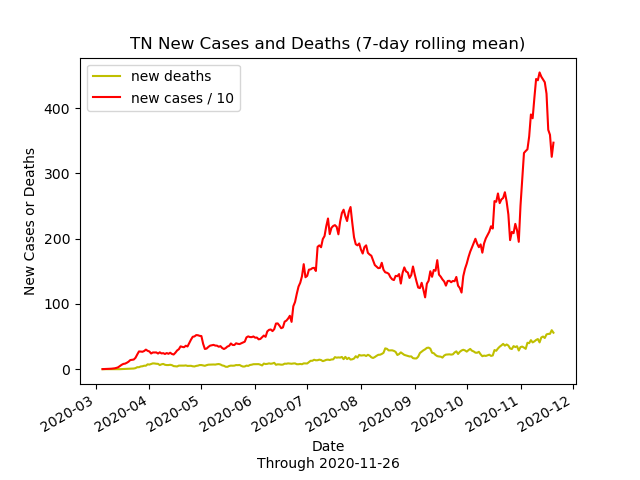 TN New Cases and Deaths (7-day rolling mean)
new deaths
new cases / 10
New Cases or Deaths
400
300
200
100
0
2020-03
2020-04
2020-05
2020-06
2020-07
2020-08
2020-09
2020-10
2020-11
2020-12
Date
Through 2020-11-26